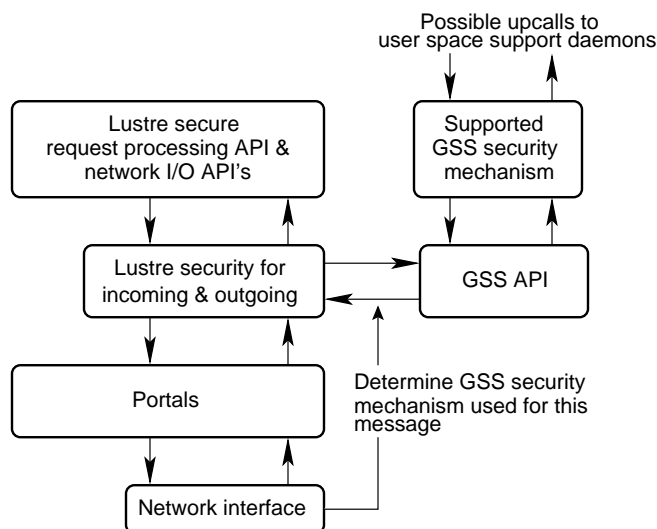 Possible upcalls to
user space support daemons
Lustre secure
request processing API &
network I/O API's
Supported
GSS security
mechanism
Lustre security for
incoming & outgoing
GSS API
Portals
Determine GSS security
mechanism used for this
message
Network interface